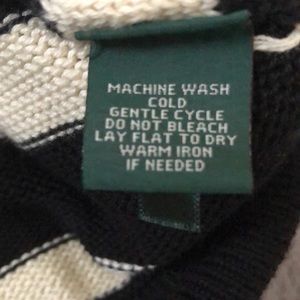 MACHINE WASH
COLD
GENTLE CYCLE
DO NOT BLEACH
LAY FLAT TO DRY
WARM IRON
IF NEEDED